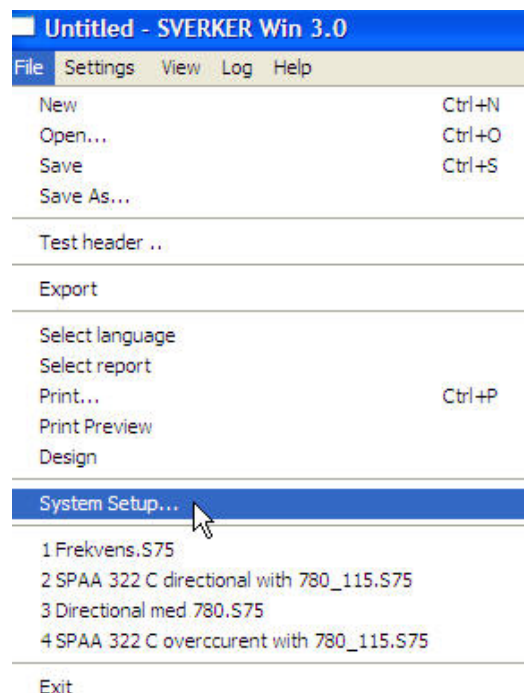 Untitled - SVERKER Win 3.0
File Settings View Log Help
New Ctrl+N
Open... Ctrl+O
Save Ctrl+S
Save As...
Test header ..
Export
Select language
Select report
Print... Ctrl+P
Print Preview
Design
System Setup...
1 Frekvens.S75
2 SPAA 322 C directional with 780_115.S75
3 Directional med 780.S75
4 SPAA 322 C overccurent with 780_115.S75
Exit